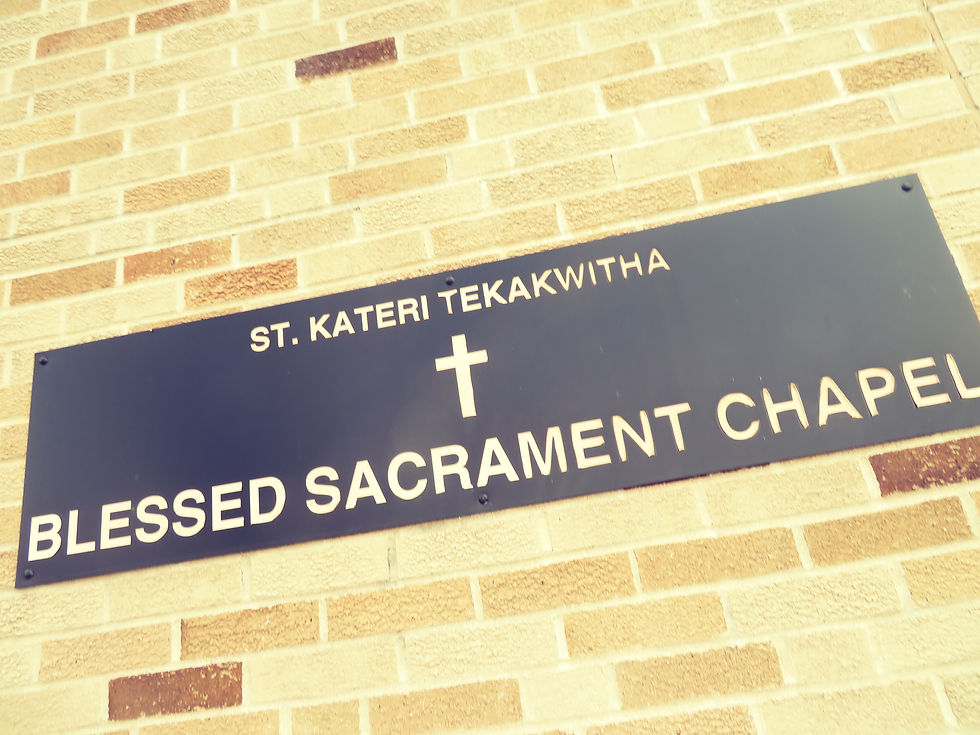 ST. KATERI TEKAKWITHA
BLESSED SACRAMENT CHAPEL